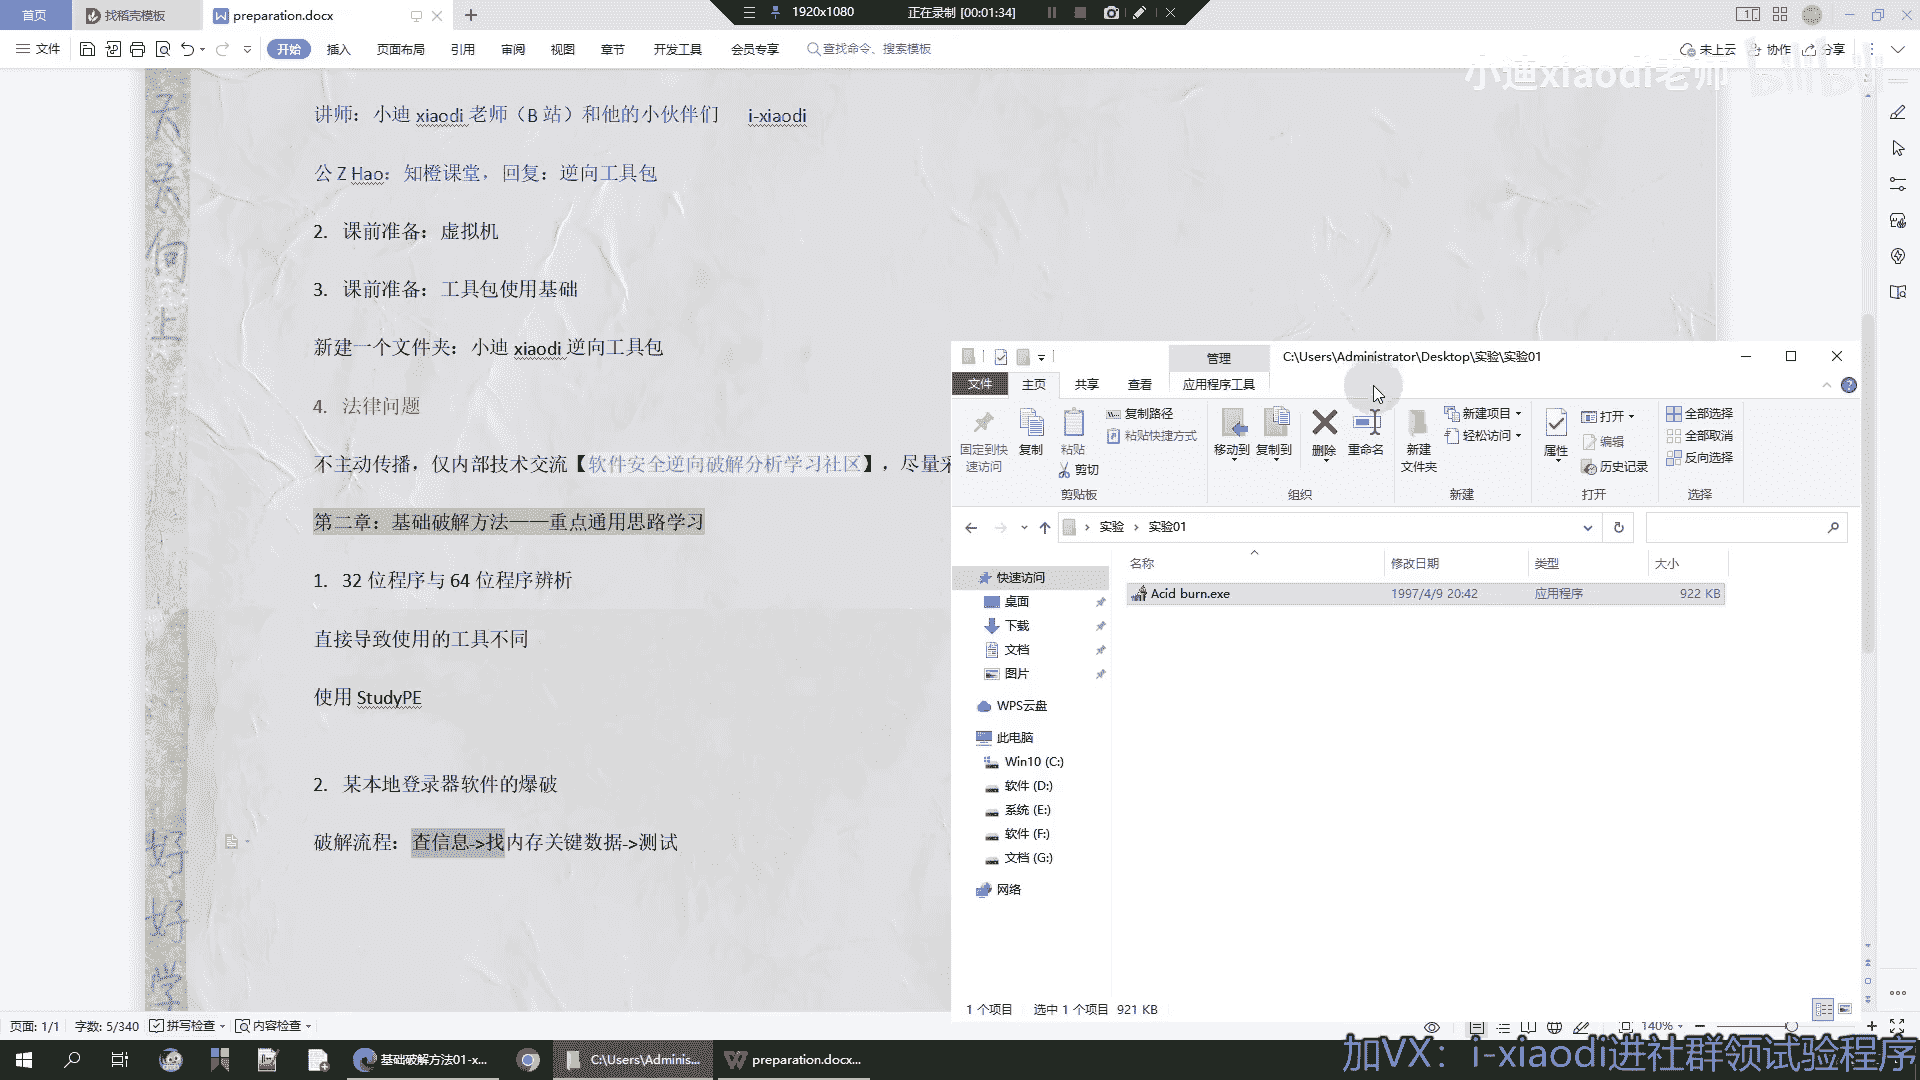 首页
找稻壳模板
preparation.docx
1920x1080
正在录制 [00:01:34]
文件
开始
插入
页面布局
引用
审阅
视图
章节
开发工具
会员专享
查找命令、搜索模板
未上云
协作
分享
小迪xiaodi老师
bilibili
讲师：小迪 xiaodi 老师（B 站）和他的小伙伴们 i-xiaodi
公 Z Hao：知橙课堂，回复：逆向工具包
2. 课前准备：虚拟机
3. 课前准备：工具包使用基础
新建一个文件夹：小迪 xiaodi 逆向工具包
4. 法律问题
不主动传播，仅内部技术交流【软件安全逆向破解分析学习社区】，尽量采
第二章：基础破解方法——重点通用思路学习
1. 32 位程序与 64 位程序辨析
直接导致使用的工具不同
使用 StudyPE
2. 某本地登录器软件的爆破
破解流程：查信息->找内存关键数据->测试
天天向上
好好学
管理
C:\Users\Administrator\Desktop\实验\实验01
文件
主页
共享
查看
应用程序工具
固定到快速访问
复制
粘贴
复制路径
粘贴快捷方式
剪切
剪贴板
移动到
复制到
删除
重命名
组织
新建文件夹
新建项目
轻松访问
新建
属性
打开
编辑
历史记录
打开
全部选择
全部取消
反向选择
选择
实验 › 实验01
名称
修改日期
类型
大小
Acid burn.exe
1997/4/9 20:42
应用程序
922 KB
快速访问
桌面
下载
文档
图片
WPS云盘
此电脑
Win10 (C:)
软件 (D:)
系统 (E:)
软件 (F:)
文档 (G:)
网络
1 个项目
选中 1 个项目 921 KB
页面: 1/1
字数: 5/340
拼写检查
内容检查
140%
基础破解方法01-x...
C:\Users\Adminis...
preparation.docx...
加VX：i-xiaodi进社群领试验程序